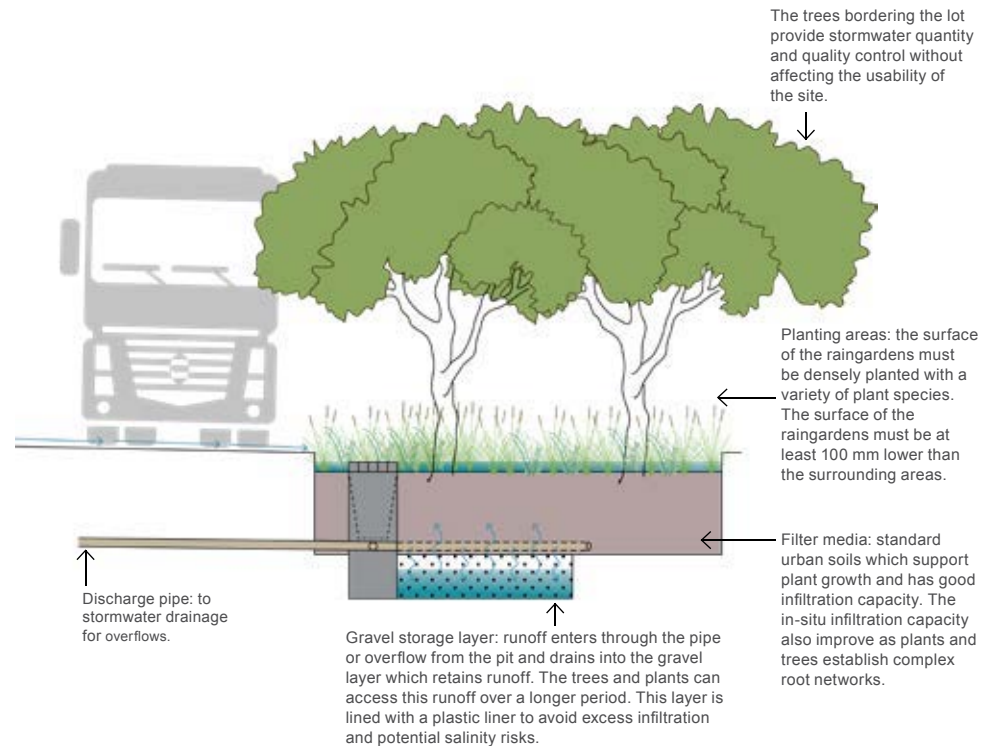 The trees bordering the lot
provide stormwater quantity
and quality control without
affecting the usability of
the site.
Planting areas: the surface
of the raingardens must
be densely planted with a
variety of plant species.
The surface of the
raingardens must be at
least 100 mm lower than
the surrounding areas.
Filter media: standard
urban soils which support
plant growth and has good
infiltration capacity. The
in-situ infiltration capacity
also improve as plants and
trees establish complex
root networks.
Discharge pipe: to
stormwater drainage
for overflows.
Gravel storage layer: runoff enters through the pipe
or overflow from the pit and drains into the gravel
layer which retains runoff. The trees and plants can
access this runoff over a longer period. This layer is
lined with a plastic liner to avoid excess infiltration
and potential salinity risks.